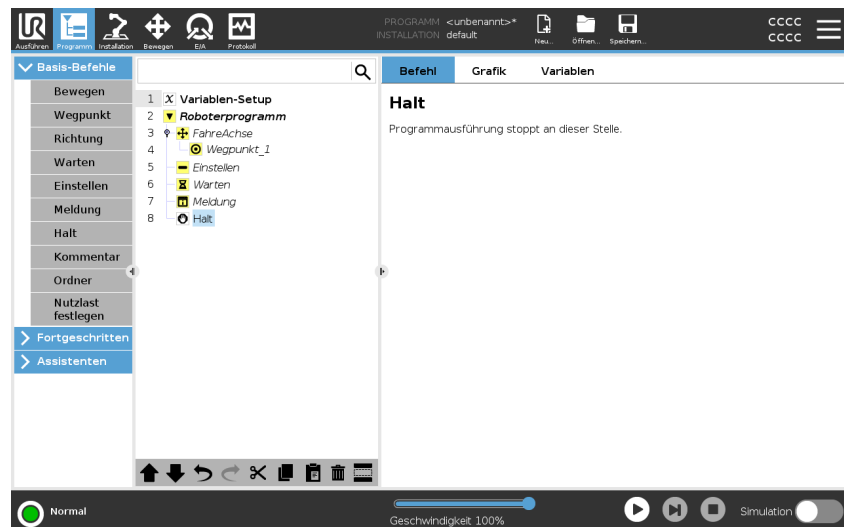 PROGRAMM <unbenannt>*
INSTALLATION default
UR
Ausführen
Programm
Installation
Bewegen
E/A
Protokoll
Neu...
Öffnen...
Speichern...
CCCC
CCCC
Basis-Befehle
Bewegen
Wegpunkt
Richtung
Warten
Einstellen
Meldung
Halt
Kommentar
Ordner
Nutzlast
festlegen
Fortgeschritten
Assistenten
1 X Variablen-Setup
2 Roboterprogramm
3 FahreAchse
4 Wegpunkt_1
5 Einstellen
6 Warten
7 Meldung
8 Halt
Befehl Grafik Variablen
Halt
Programmausführung stoppt an dieser Stelle.
Normal
Geschwindigkeit 100%
Simulation